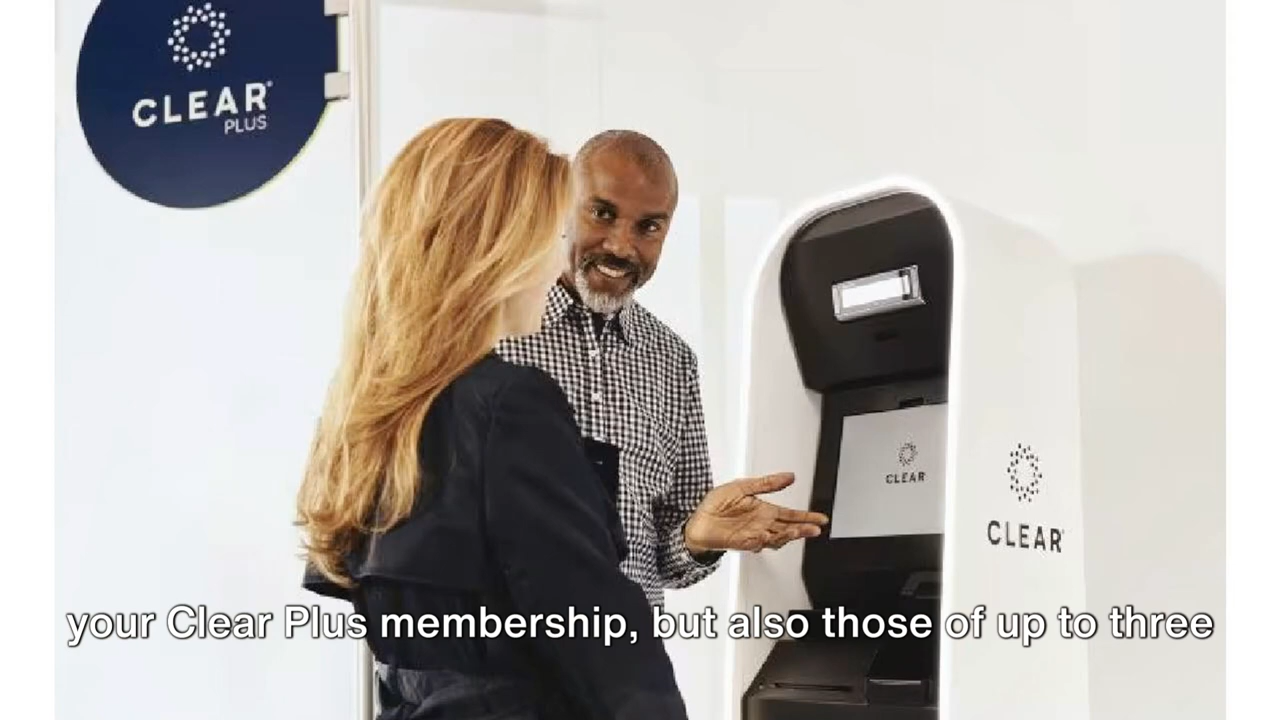 CLEAR
PLUS
CLEAR
CLEAR
your Clear Plus membership, but also those of up to three